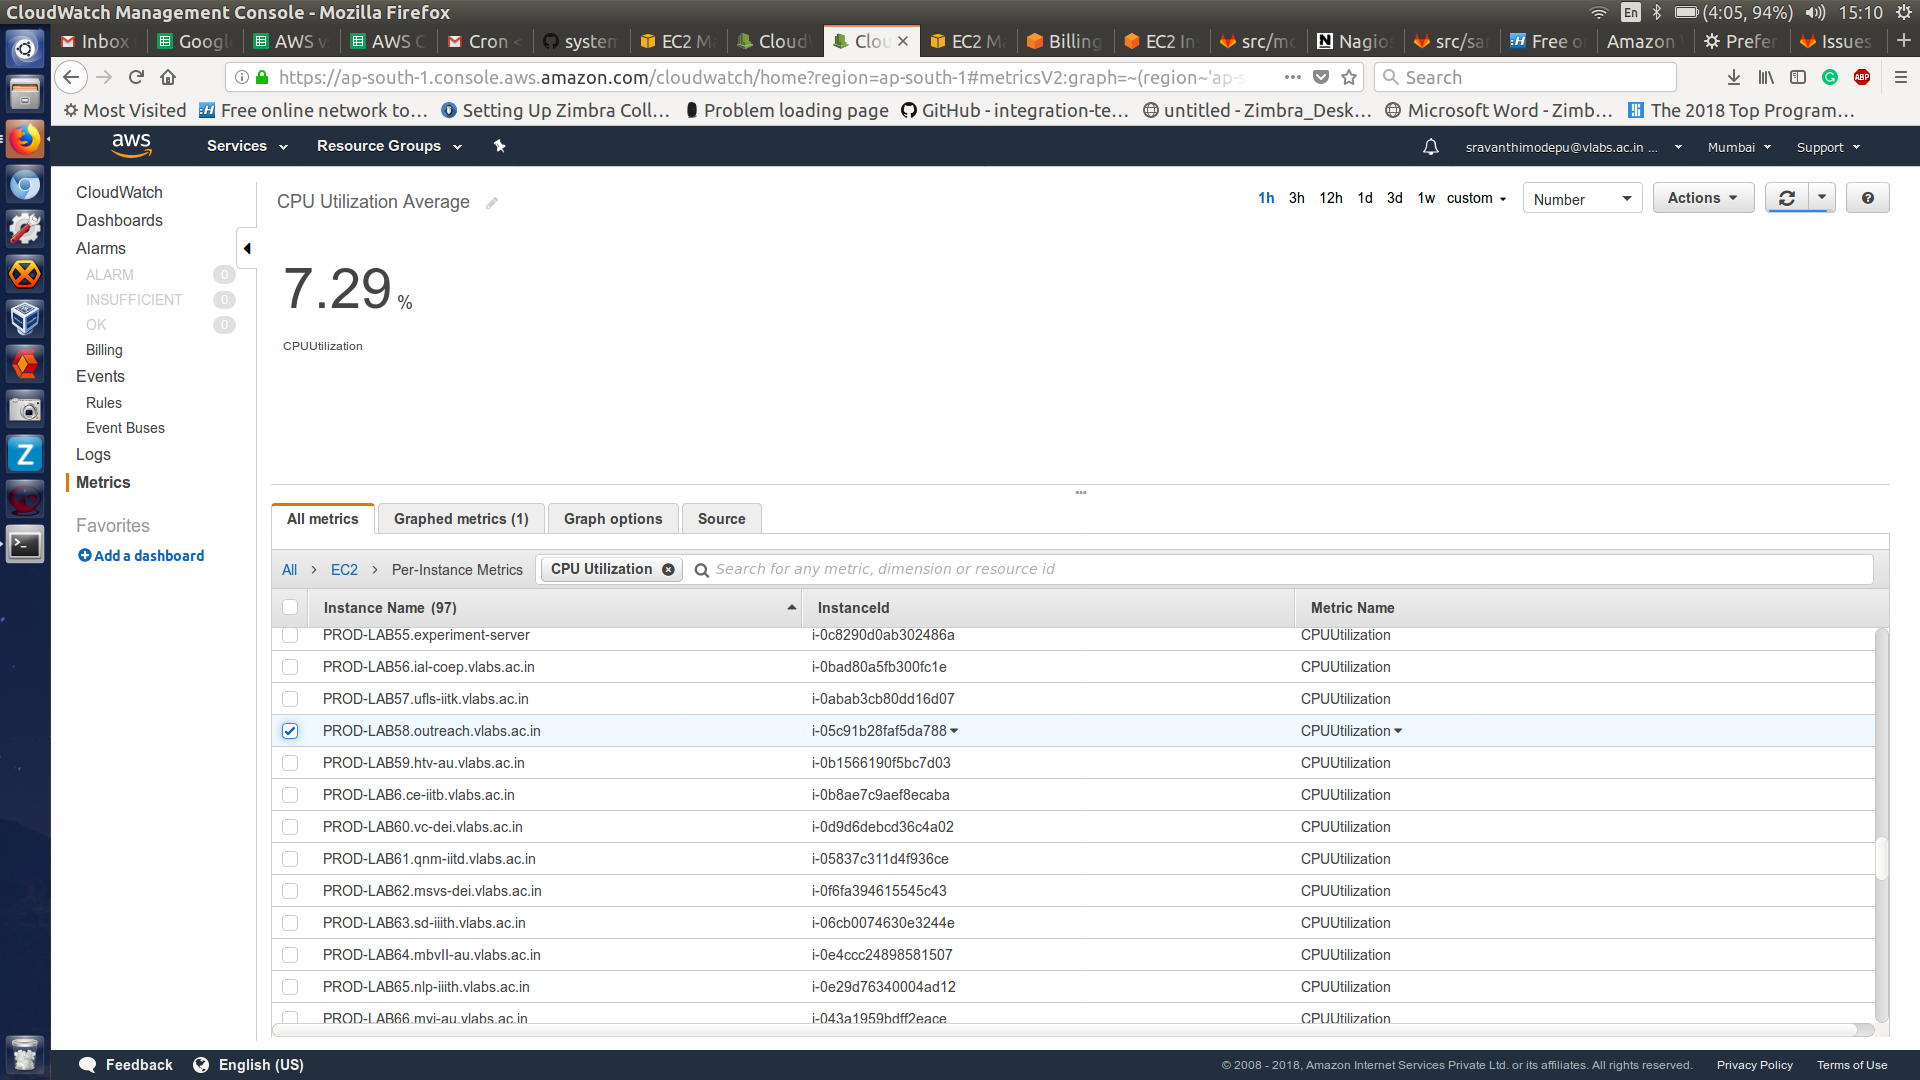 CloudWatch Management Console - Mozilla Firefox
En (4:05, 94%) 15:10
Inbox Googl AWS v AWS C Cron < system EC2 M Cloud Clou EC2 M Billing EC2 In src/mo Nagios src/sa Free o Amazon Prefer Issues
https://ap-south-1.console.aws.amazon.com/cloudwatch/home?region=ap-south-1#metricsV2:graph=~(region~'ap-s
Search
ABP
Most Visited Free online network to... Setting Up Zimbra Coll... Problem loading page GitHub - integration-te... untitled - Zimbra_Desk... Microsoft Word - Zimb... The 2018 Top Program...
aws Services Resource Groups sravanthimodepu@vlabs.ac.in ... Mumbai Support
CloudWatch
Dashboards
Alarms
ALARM 0
INSUFFICIENT 0
OK 0
Billing
Events
Rules
Event Buses
Logs
Metrics
Favorites
Add a dashboard
CPU Utilization Average
1h 3h 12h 1d 3d 1w custom Number Actions
7.29 %
CPUUtilization
All metrics Graphed metrics (1) Graph options Source
All > EC2 > Per-Instance Metrics CPU Utilization Search for any metric, dimension or resource id
Instance Name (97) InstanceId Metric Name
PROD-LAB55.experiment-server i-0c8290d0ab302486a CPUUtilization
PROD-LAB56.ial-coep.vlabs.ac.in i-0bad80a5fb300fc1e CPUUtilization
PROD-LAB57.ufls-iitk.vlabs.ac.in i-0abab3cb80dd16d07 CPUUtilization
PROD-LAB58.outreach.vlabs.ac.in i-05c91b28faf5da788 CPUUtilization
PROD-LAB59.htv-au.vlabs.ac.in i-0b1566190f5bc7d03 CPUUtilization
PROD-LAB6.ce-iitb.vlabs.ac.in i-0b8ae7c9aef8ecaba CPUUtilization
PROD-LAB60.vc-dei.vlabs.ac.in i-0d9d6debcd36c4a02 CPUUtilization
PROD-LAB61.qnm-iitd.vlabs.ac.in i-05837c311d4f936ce CPUUtilization
PROD-LAB62.msvs-dei.vlabs.ac.in i-0f6fa394615545c43 CPUUtilization
PROD-LAB63.sd-iiith.vlabs.ac.in i-06cb0074630e3244e CPUUtilization
PROD-LAB64.mbvII-au.vlabs.ac.in i-0e4ccc24898581507 CPUUtilization
PROD-LAB65.nlp-iiith.vlabs.ac.in i-0e29d76340004ad12 CPUUtilization
PROD-LAB66.mvi-au.vlabs.ac.in i-043a1959bdff2eace CPUUtilization
Feedback English (US) © 2008 - 2018, Amazon Internet Services Private Ltd. or its affiliates. All rights reserved. Privacy Policy Terms of Use